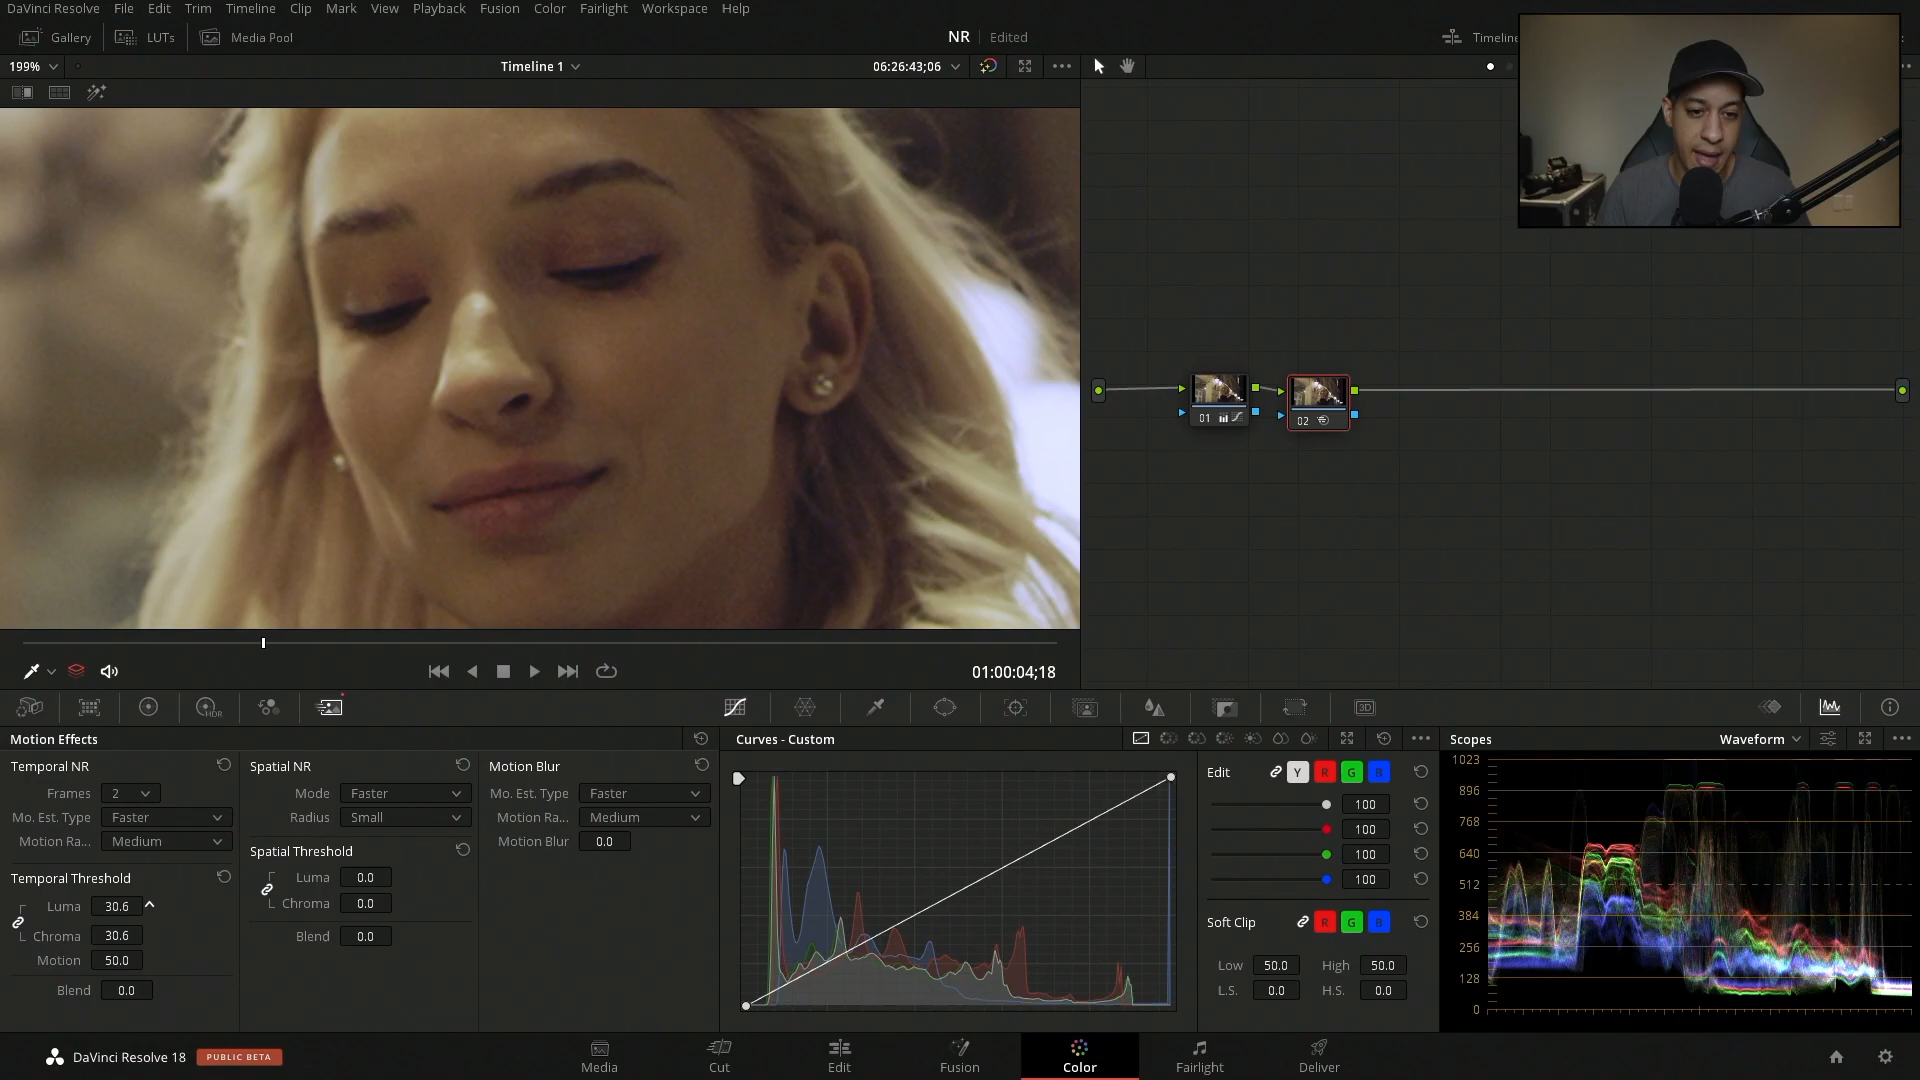 DaVinci Resolve File Edit Trim Timeline Clip Mark View Playback Fusion Color Fairlight Workspace Help
Gallery LUTs Media Pool NR Edited Timeline
199% Timeline 1 06:26:43;06
01 02
01:00:04;18
HDR 3D
Motion Effects Curves - Custom Scopes Waveform
Temporal NR Spatial NR Motion Blur
Frames 2 Mode Faster Mo. Est. Type Faster
Mo. Est. Type Faster Radius Small Motion Ra... Medium
Motion Ra... Medium Motion Blur 0.0
Spatial Threshold
Temporal Threshold
Luma 0.0
Luma 30.6
Chroma 0.0
Chroma 30.6
Blend 0.0
Motion 50.0
Blend 0.0
Edit Y R G B
100
100
100
100
Soft Clip R G B
Low 50.0 High 50.0
L.S. 0.0 H.S. 0.0
1023
896
768
640
512
384
256
128
0
DaVinci Resolve 18 PUBLIC BETA
Media Cut Edit Fusion Color Fairlight Deliver